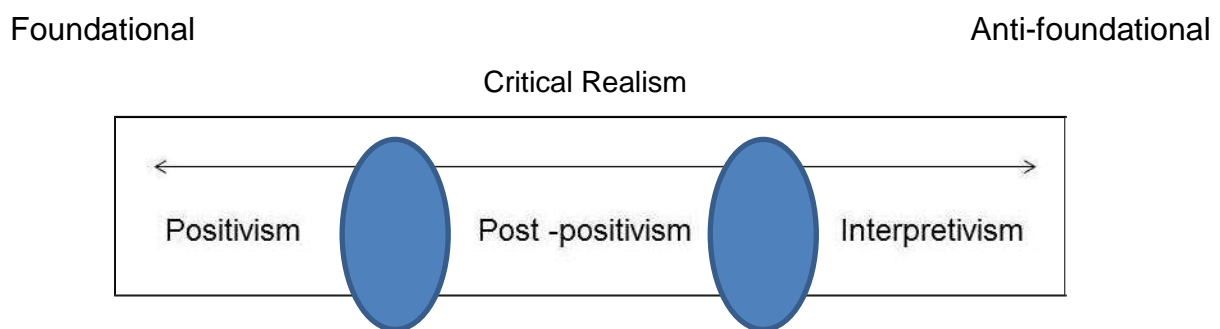 Foundational Anti-foundational
Critical Realism
Positivism Post -positivism Interpretivism